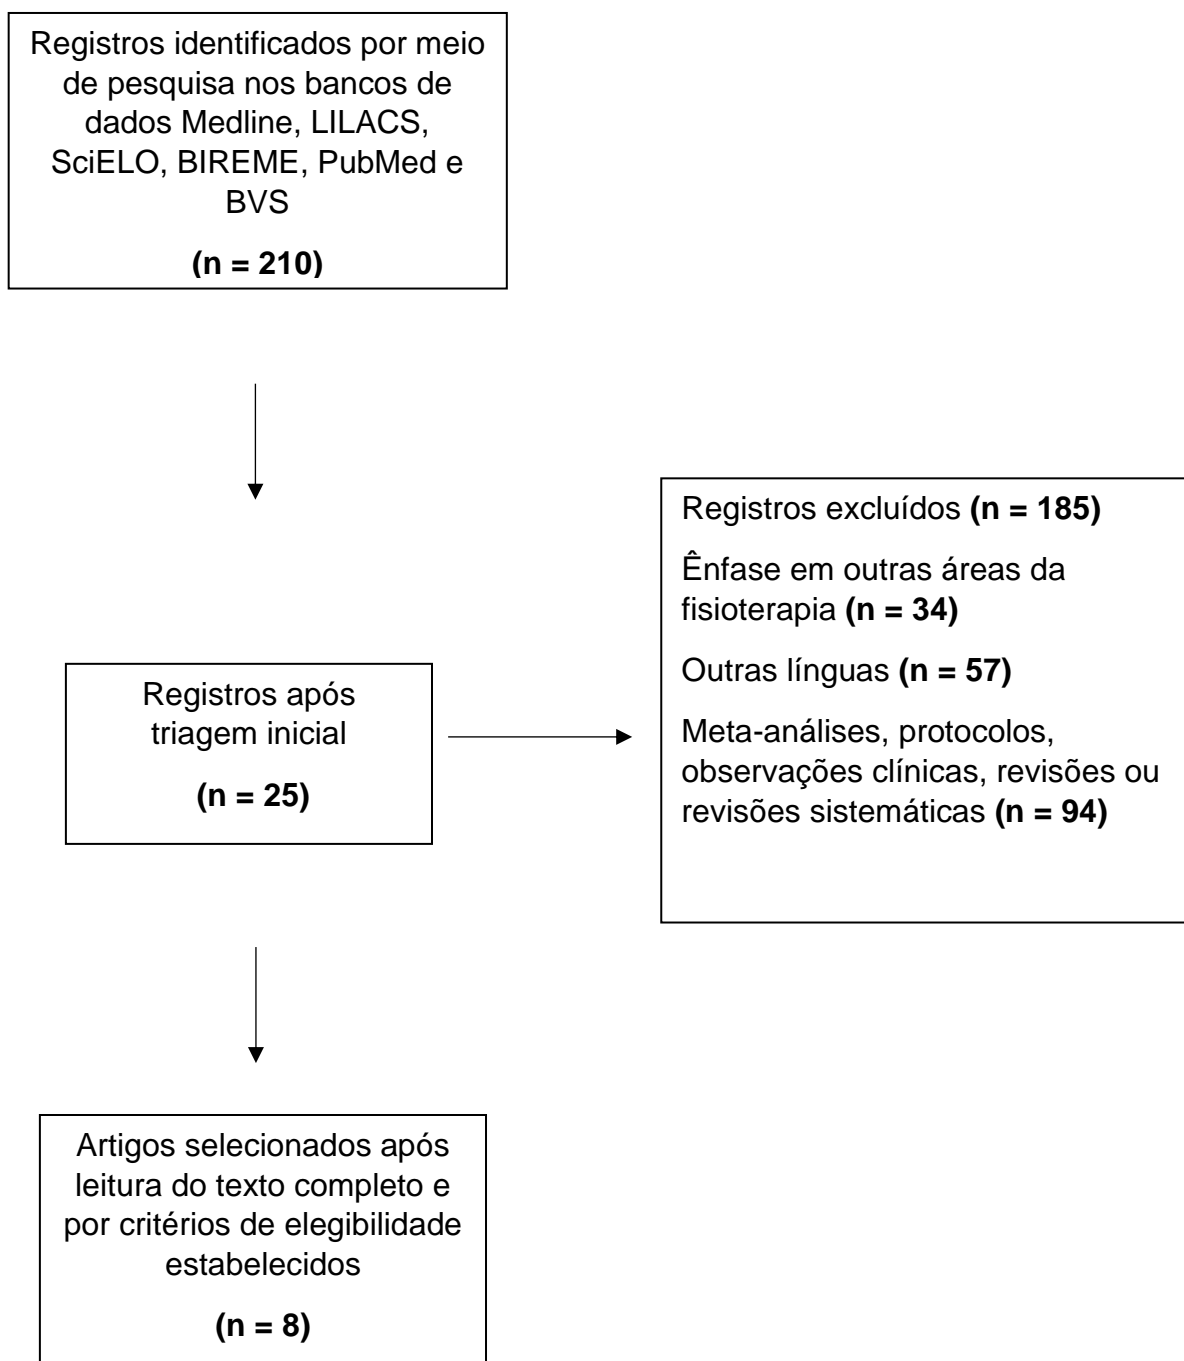 Registros identificados por meio
de pesquisa nos bancos de
dados Medline, LILACS,
SciELO, BIREME, PubMed e
BVS
(n = 210)
Registros excluídos (n = 185)
Ênfase em outras áreas da
fisioterapia (n = 34)
Outras línguas (n = 57)
Meta-análises, protocolos,
observações clínicas, revisões ou
revisões sistemáticas (n = 94)
Registros após
triagem inicial
(n = 25)
Artigos selecionados após
leitura do texto completo e
por critérios de elegibilidade
estabelecidos
(n = 8)